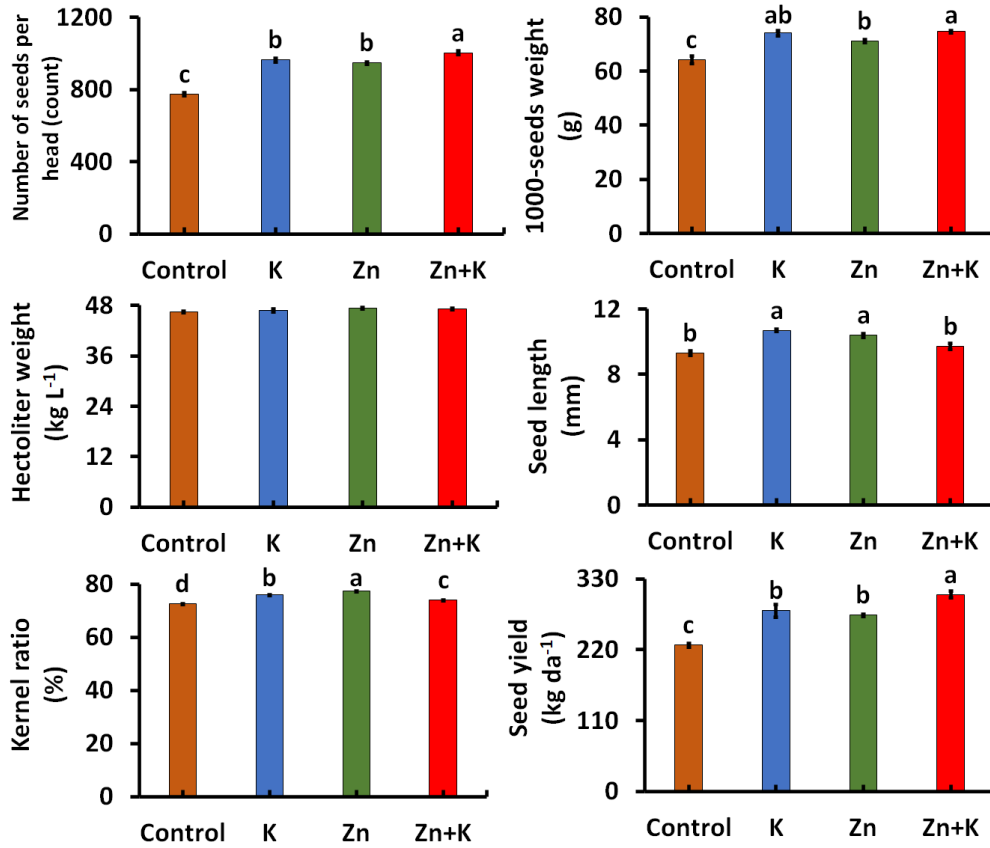 Number of seeds per
head (count)
1200
800
400
0
c
b
b
a
Control K Zn Zn+K
1000-seeds weight
(g)
80
60
40
20
0
c
ab
b
a
Control K Zn Zn+K
Hectoliter weight
(kg L⁻¹)
48
36
24
12
0
Control K Zn Zn+K
Seed length
(mm)
12
8
4
0
b
a
a
b
Control K Zn Zn+K
Kernel ratio
(%)
80
60
40
20
0
d
b
a
c
Control K Zn Zn+K
Seed yield
(kg da⁻¹)
330
220
110
0
c
b
b
a
Control K Zn Zn+K